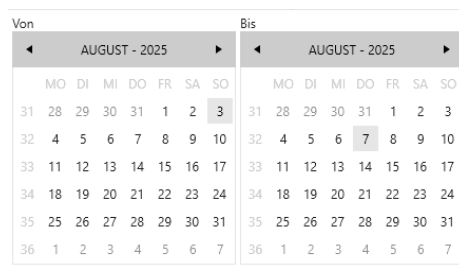 Von Bis
◄ AUGUST - 2025 ► ◄ AUGUST - 2025 ►
MO DI MI DO FR SA SO MO DI MI DO FR SA SO
31 28 29 30 31 1 2 3 31 28 29 30 31 1 2 3
32 4 5 6 7 8 9 10 32 4 5 6 7 8 9 10
33 11 12 13 14 15 16 17 33 11 12 13 14 15 16 17
34 18 19 20 21 22 23 24 34 18 19 20 21 22 23 24
35 25 26 27 28 29 30 31 35 25 26 27 28 29 30 31
36 1 2 3 4 5 6 7 36 1 2 3 4 5 6 7